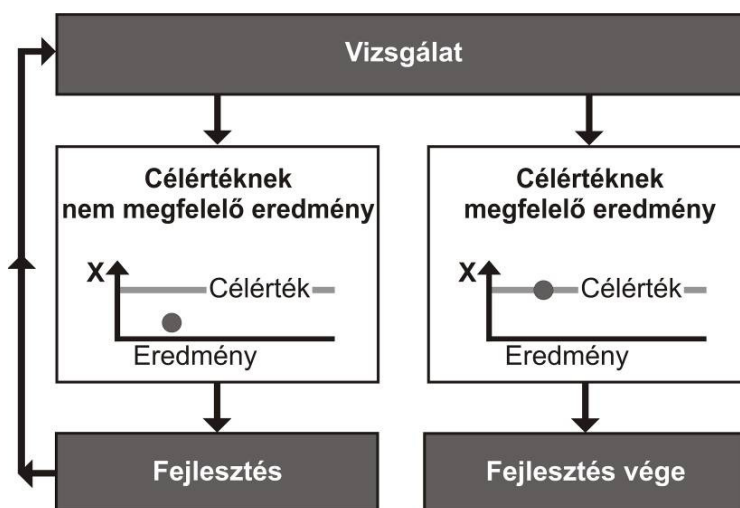 Vizsgálat
Célértéknek
nem megfelelő eredmény
X
Célérték
Eredmény
Célértéknek
megfelelő eredmény
X
Célérték
Eredmény
Fejlesztés
Fejlesztés vége